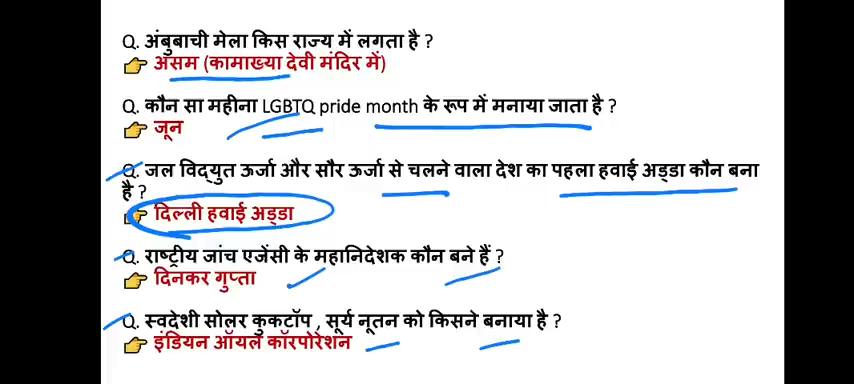 Q. अंबुबाची मेला किस राज्य में लगता है ?
👉 असम (कामाख्या देवी मंदिर में)
Q. कौन सा महीना LGBTQ pride month के रूप में मनाया जाता है ?
👉 जून
Q. जल विद्युत ऊर्जा और सौर ऊर्जा से चलने वाला देश का पहला हवाई अड्डा कौन बना
है ?
👉 दिल्ली हवाई अड्डा
Q. राष्ट्रीय जांच एजेंसी के महानिदेशक कौन बने हैं ?
👉 दिनकर गुप्ता
Q. स्वदेशी सोलर कुकटॉप , सूर्य नूतन को किसने बनाया है ?
👉 इंडियन ऑयल कॉरपोरेशन